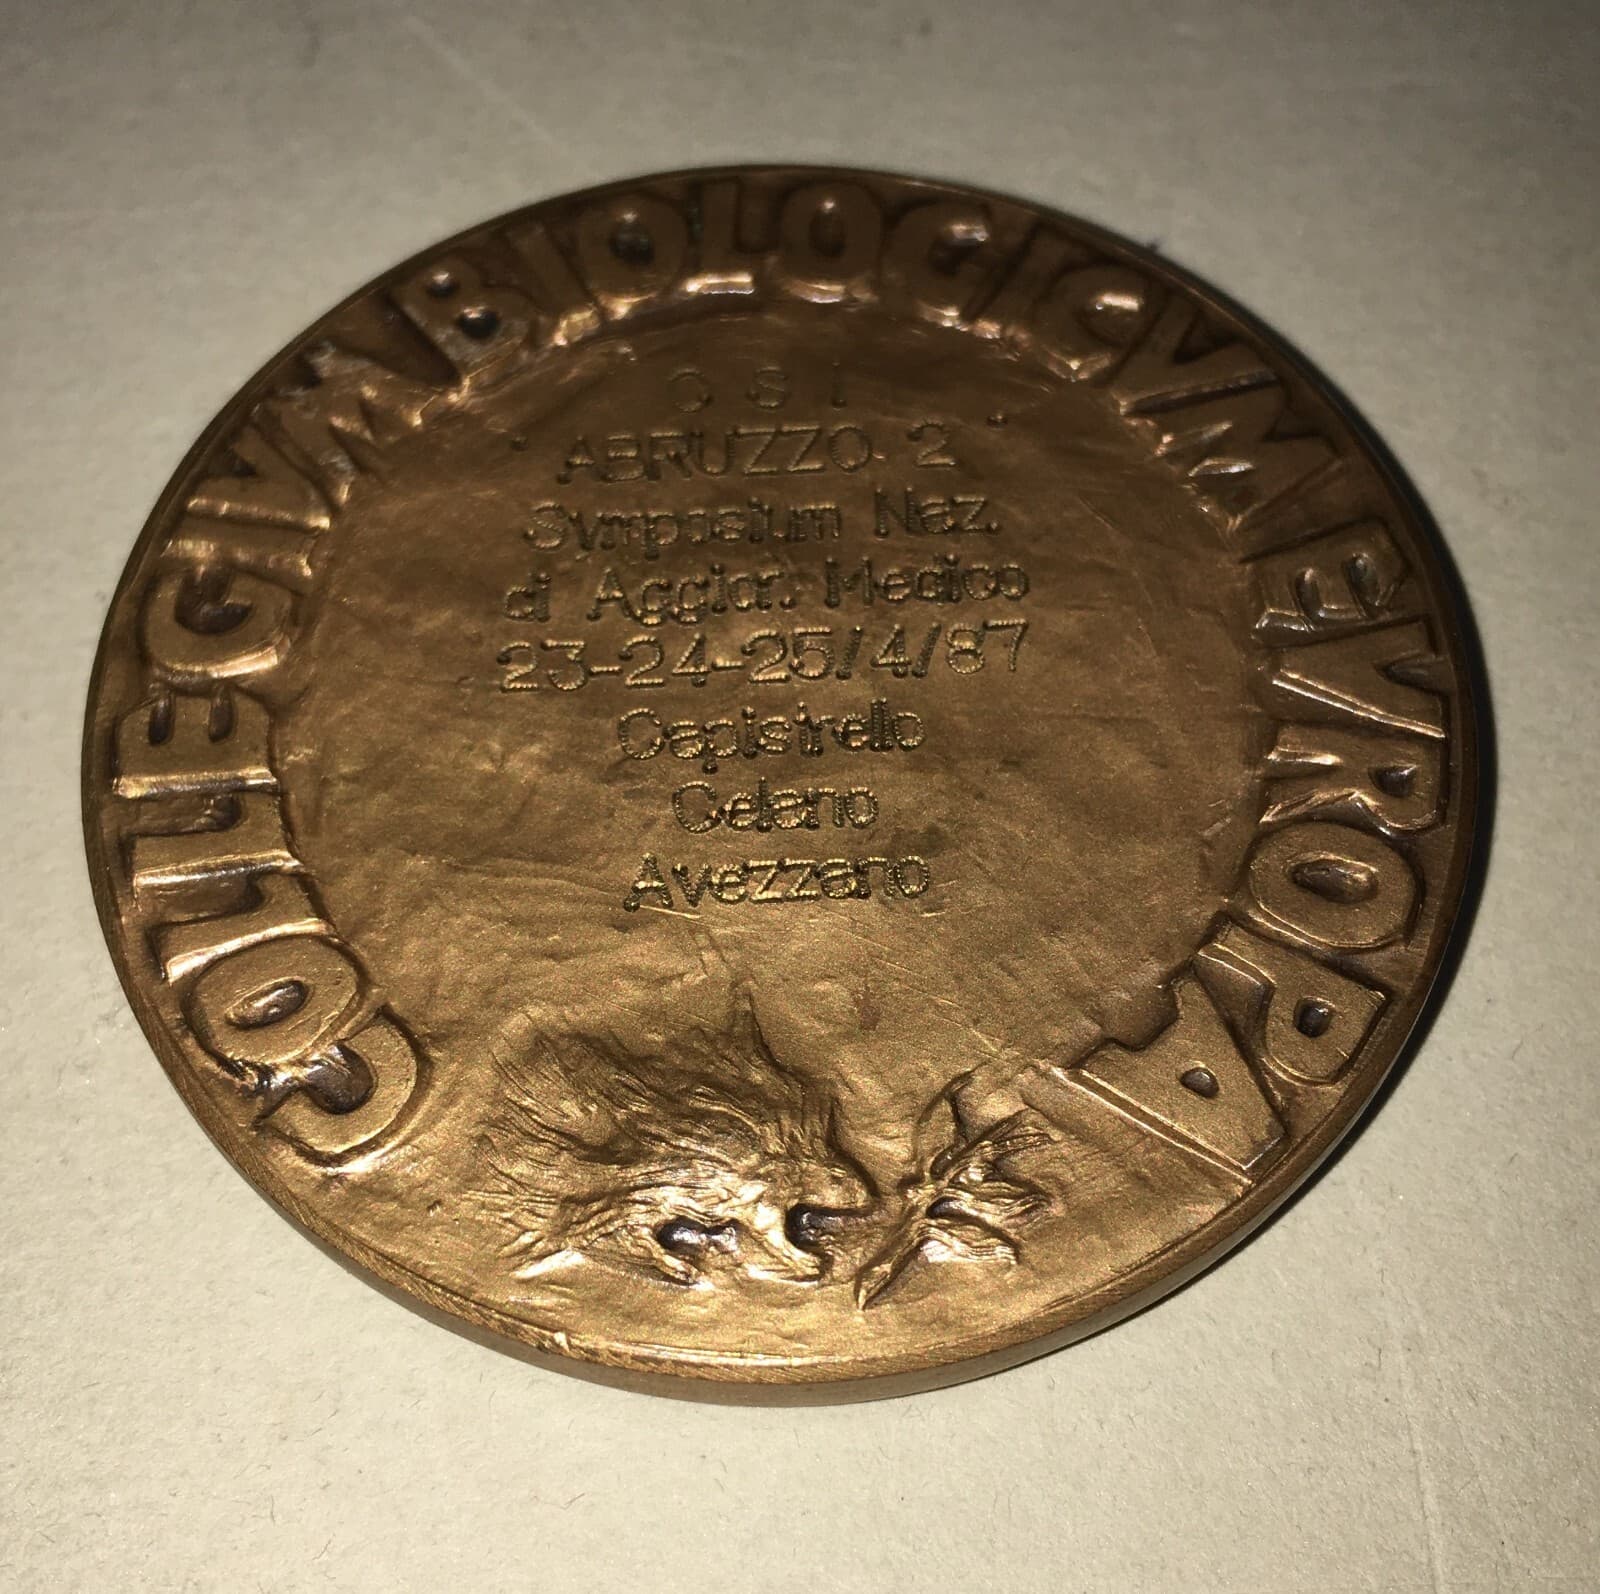 COLLEGIVM BIOLOGICVM EVROPA
C S I
" ABRUZZO 2 "
Symposium Naz.
di Aggior. Medico
23-24-25/4/87
Capistrello
Celano
Avezzano